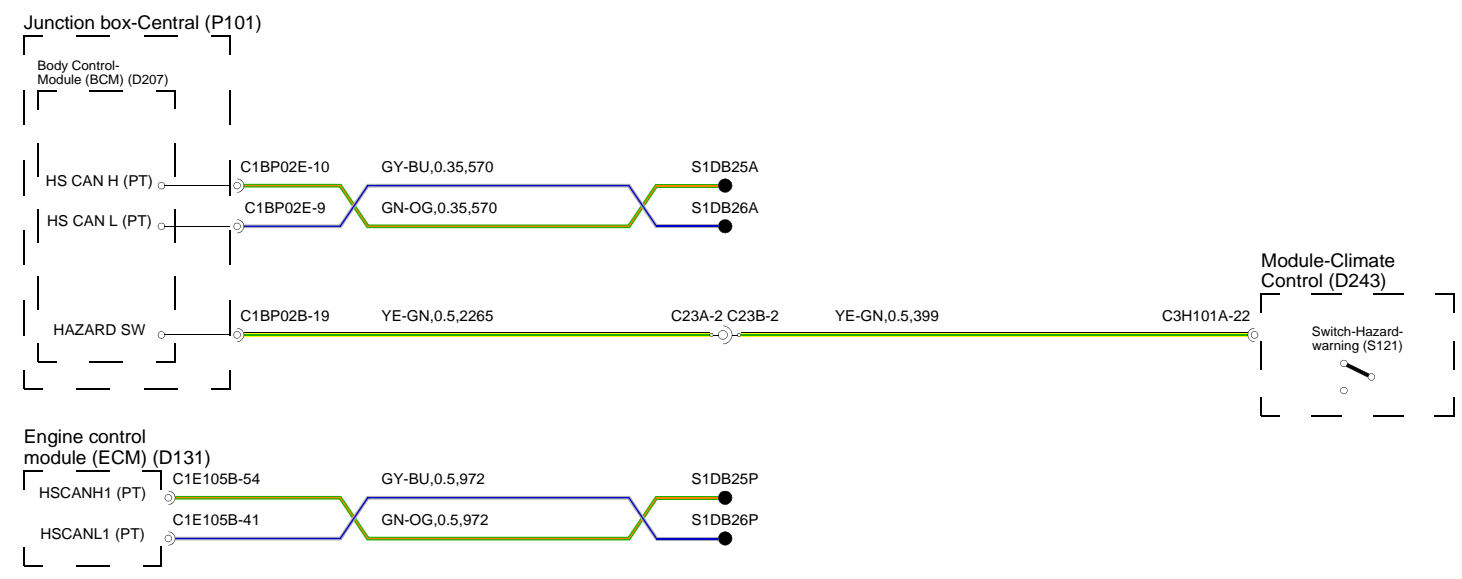 Junction box-Central (P101)
Body Control-
Module (BCM) (D207)
C1BP02E-10 GY-BU,0.35,570 S1DB25A
HS CAN H (PT)
C1BP02E-9 GN-OG,0.35,570 S1DB26A
HS CAN L (PT)
Module-Climate
Control (D243)
C1BP02B-19 YE-GN,0.5,2265 C23A-2 C23B-2 YE-GN,0.5,399 C3H101A-22
HAZARD SW
Switch-Hazard-
warning (S121)
Engine control
module (ECM) (D131)
C1E105B-54 GY-BU,0.5,972 S1DB25P
HSCANH1 (PT)
C1E105B-41 GN-OG,0.5,972 S1DB26P
HSCANL1 (PT)